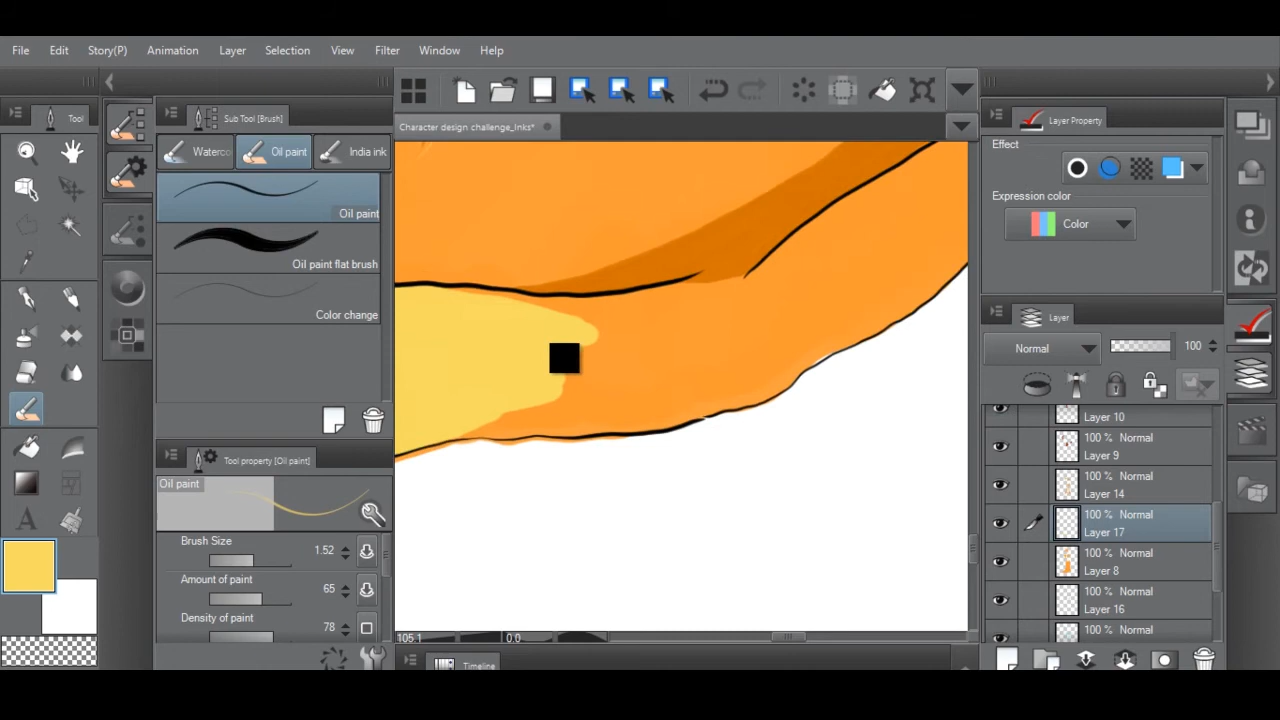 File Edit Story(P) Animation Layer Selection View Filter Window Help
Tool
Sub Tool [Brush]
Waterco Oil paint India ink
Oil paint
Oil paint flat brush
Color change
Tool property [Oil paint]
Oil paint
Brush Size 1.52
Amount of paint 65
Density of paint 78
Character design challenge_Inks*
105.1 0.0
Timeline
Layer Property
Effect
Expression color
Color
Layer
Normal 100
Layer 10
100 % Normal
Layer 9
100 % Normal
Layer 14
100 % Normal
Layer 17
100 % Normal
Layer 8
100 % Normal
Layer 16
100 % Normal